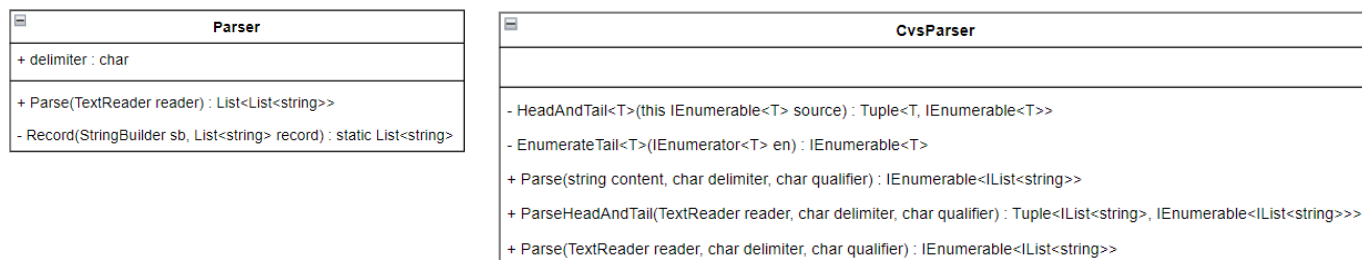 Parser
+ delimiter : char
+ Parse(TextReader reader) : List<List<string>>
- Record(StringBuilder sb, List<string> record) : static List<string>
CvsParser
- HeadAndTail<T>(this IEnumerable<T> source) : Tuple<T, IEnumerable<T>>
- EnumerateTail<T>(IEnumerator<T> en) : IEnumerable<T>
+ Parse(string content, char delimiter, char qualifier) : IEnumerable<IList<string>>
+ ParseHeadAndTail(TextReader reader, char delimiter, char qualifier) : Tuple<IList<string>, IEnumerable<IList<string>>>
+ Parse(TextReader reader, char delimiter, char qualifier) : IEnumerable<IList<string>>